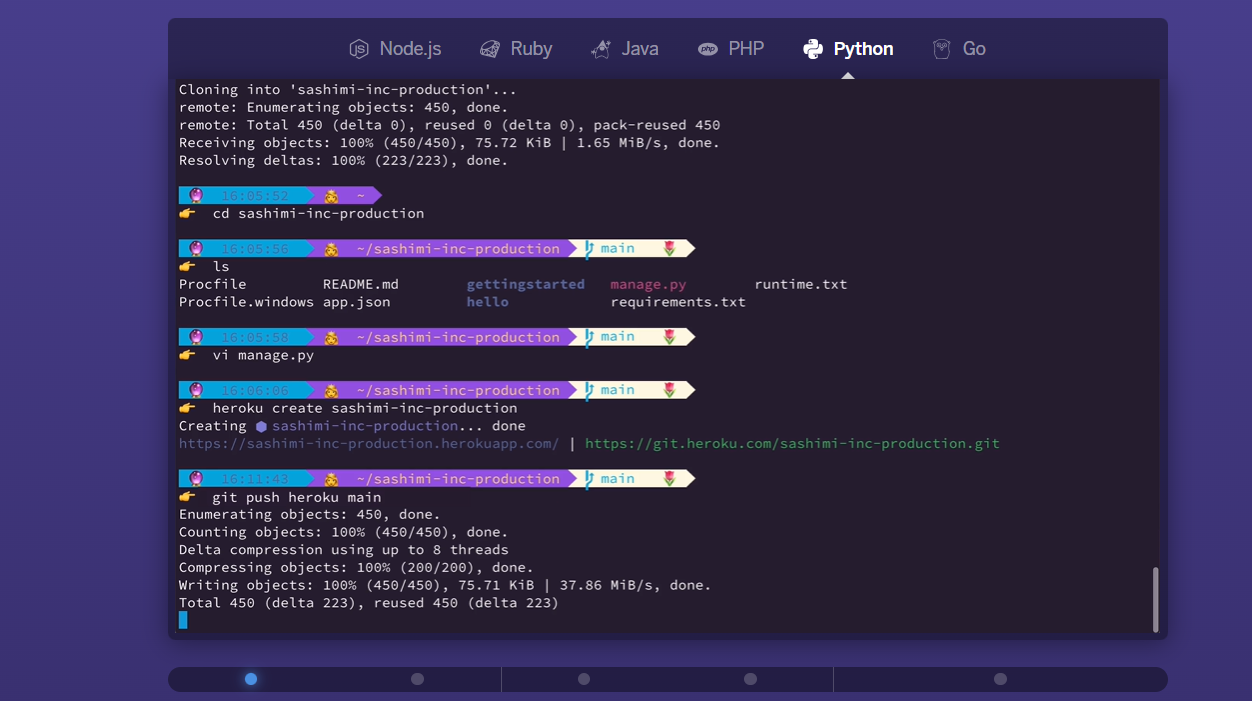 Node.js Ruby Java PHP Python Go
Cloning into 'sashimi-inc-production'...
remote: Enumerating objects: 450, done.
remote: Total 450 (delta 0), reused 0 (delta 0), pack-reused 450
Receiving objects: 100% (450/450), 75.72 KiB | 1.65 MiB/s, done.
Resolving deltas: 100% (223/223), done.
16:05:52 ~
cd sashimi-inc-production
16:05:56 ~/sashimi-inc-production main
ls
Procfile README.md gettingstarted manage.py runtime.txt
Procfile.windows app.json hello requirements.txt
16:05:58 ~/sashimi-inc-production main
vi manage.py
16:06:06 ~/sashimi-inc-production main
heroku create sashimi-inc-production
Creating ⬢ sashimi-inc-production... done
https://sashimi-inc-production.herokuapp.com/ | https://git.heroku.com/sashimi-inc-production.git
16:11:43 ~/sashimi-inc-production main
git push heroku main
Enumerating objects: 450, done.
Counting objects: 100% (450/450), done.
Delta compression using up to 8 threads
Compressing objects: 100% (200/200), done.
Writing objects: 100% (450/450), 75.71 KiB | 37.86 MiB/s, done.
Total 450 (delta 223), reused 450 (delta 223)